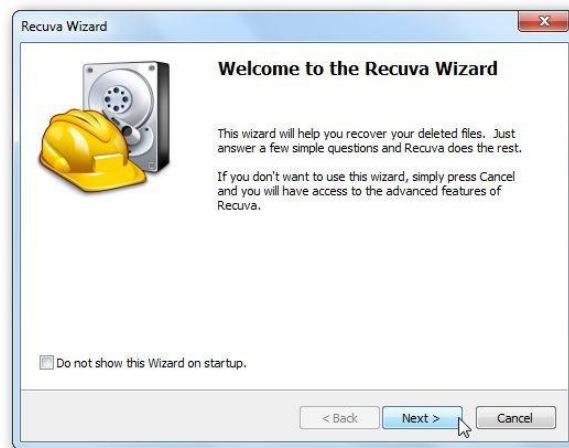 Recuva Wizard
Welcome to the Recuva Wizard
This wizard will help you recover your deleted files. Just
answer a few simple questions and Recuva does the rest.
If you don't want to use this wizard, simply press Cancel
and you will have access to the advanced features of
Recuva.
Do not show this Wizard on startup.
< Back Next > Cancel